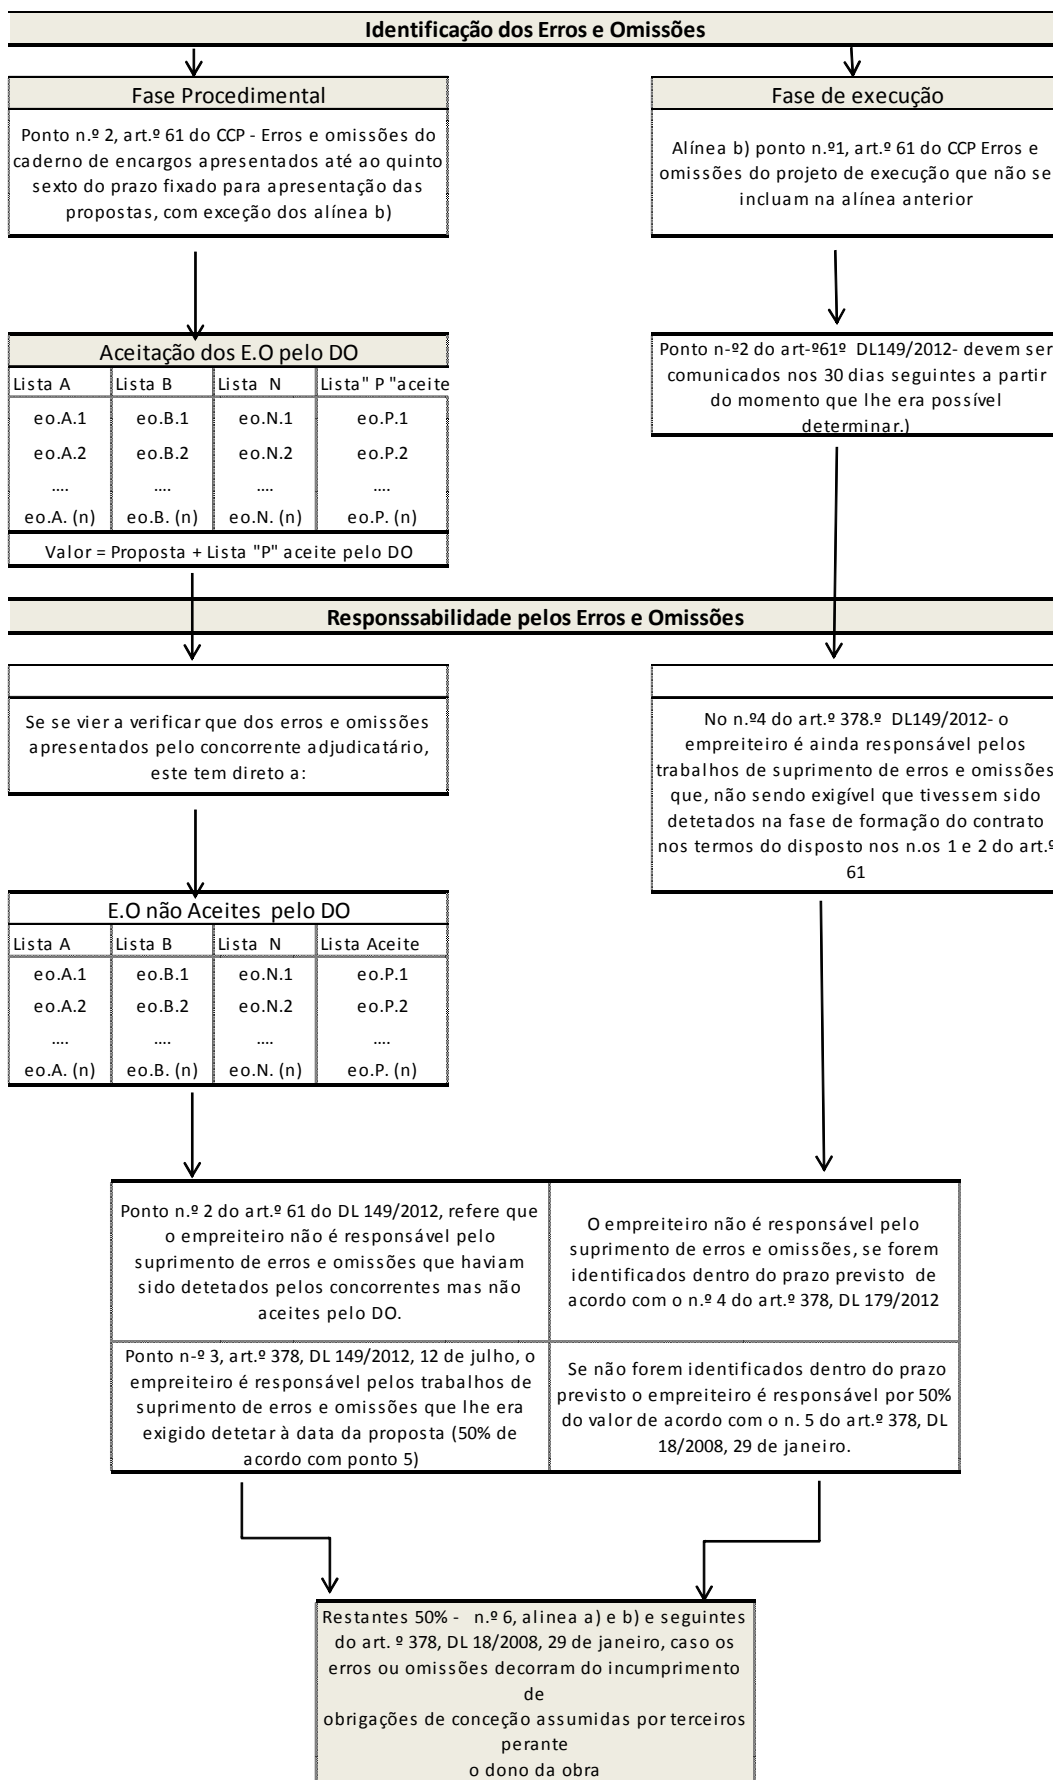 Identificação dos Erros e Omissões
Fase Procedimental
Ponto n.º 2, art.º 61 do CCP - Erros e omissões do
caderno de encargos apresentados até ao quinto
sexto do prazo fixado para apresentação das
propostas, com exceção dos alínea b)
Fase de execução
Alínea b) ponto nº1, art.º 61 do CCP Erros e
omissões do projeto de execução que não se
incluam na alínea anterior
Aceitação dos E.O pelo DO
Lista A Lista B Lista N Lista" P "aceite
eo.A.1 eo.B.1 eo.N.1 eo.P.1
eo.A.2 eo.B.2 eo.N.2 eo.P.2
.... .... .... ....
eo.A. (n) eo.B. (n) eo.N. (n) eo.P. (n)
Valor = Proposta + Lista "P" aceite pelo DO
Ponto n-º2 do art-º61º DL149/2012- devem ser
comunicados nos 30 dias seguintes a partir
do momento que lhe era possível
determinar.)
Responssabilidade pelos Erros e Omissões
Se se vier a verificar que dos erros e omissões
apresentados pelo concorrente adjudicatário,
este tem direto a:
No n.º4 do art.º 378.º DL149/2012- o
empreiteiro é ainda responsável pelos
trabalhos de suprimento de erros e omissões
que, não sendo exigível que tivessem sido
detetados na fase de formação do contrato
nos termos do disposto nos n.os 1 e 2 do art.º
61
E.O não Aceites pelo DO
Lista A Lista B Lista N Lista Aceite
eo.A.1 eo.B.1 eo.N.1 eo.P.1
eo.A.2 eo.B.2 eo.N.2 eo.P.2
.... .... .... ....
eo.A. (n) eo.B. (n) eo.N. (n) eo.P. (n)
Ponto n.º 2 do art.º 61 do DL 149/2012, refere que
o empreiteiro não é responsável pelo
suprimento de erros e omissões que haviam
sido detetados pelos concorrentes mas não
aceites pelo DO.
O empreiteiro não é responsável pelo
suprimento de erros e omissões, se forem
identificados dentro do prazo previsto de
acordo com o n.º 4 do art.º 378, DL 179/2012
Ponto n-º 3, art.º 378, DL 149/2012, 12 de julho, o
empreiteiro é responsável pelos trabalhos de
suprimento de erros e omissões que lhe era
exigido detetar à data da proposta (50% de
acordo com ponto 5)
Se não forem identificados dentro do prazo
previsto o empreiteiro é responsável por 50%
do valor de acordo com o n. 5 do art.º 378, DL
18/2008, 29 de janeiro.
Restantes 50% - n.º 6, alinea a) e b) e seguintes
do art. º 378, DL 18/2008, 29 de janeiro, caso os
erros ou omissões decorram do incumprimento
de
obrigações de conceção assumidas por terceiros
perante
o dono da obra